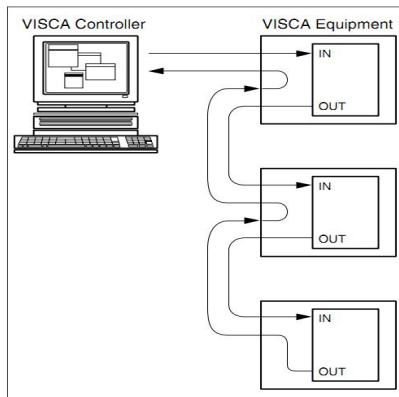 VISCA Controller
VISCA Equipment
IN
OUT
IN
OUT
IN
OUT